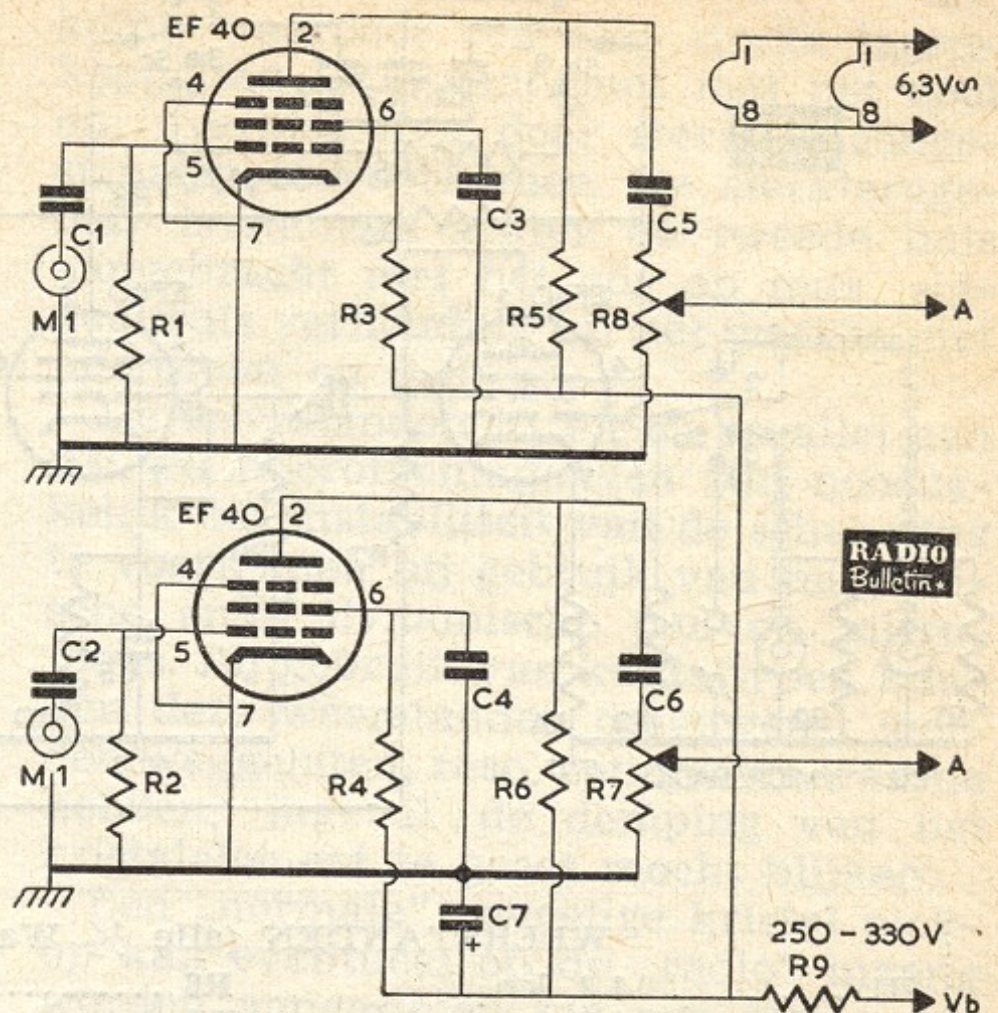 EF 40
2
4
6
5
7
C1
M1
R1
R3
C3
R5
C5
R8
A
1
1
8
8
6,3V∿
EF 40
2
4
6
5
7
C2
M1
R2
R4
C4
R6
C6
R7
A
C7
+
RADIO
Bulletin
250 - 330V
R9
Vb